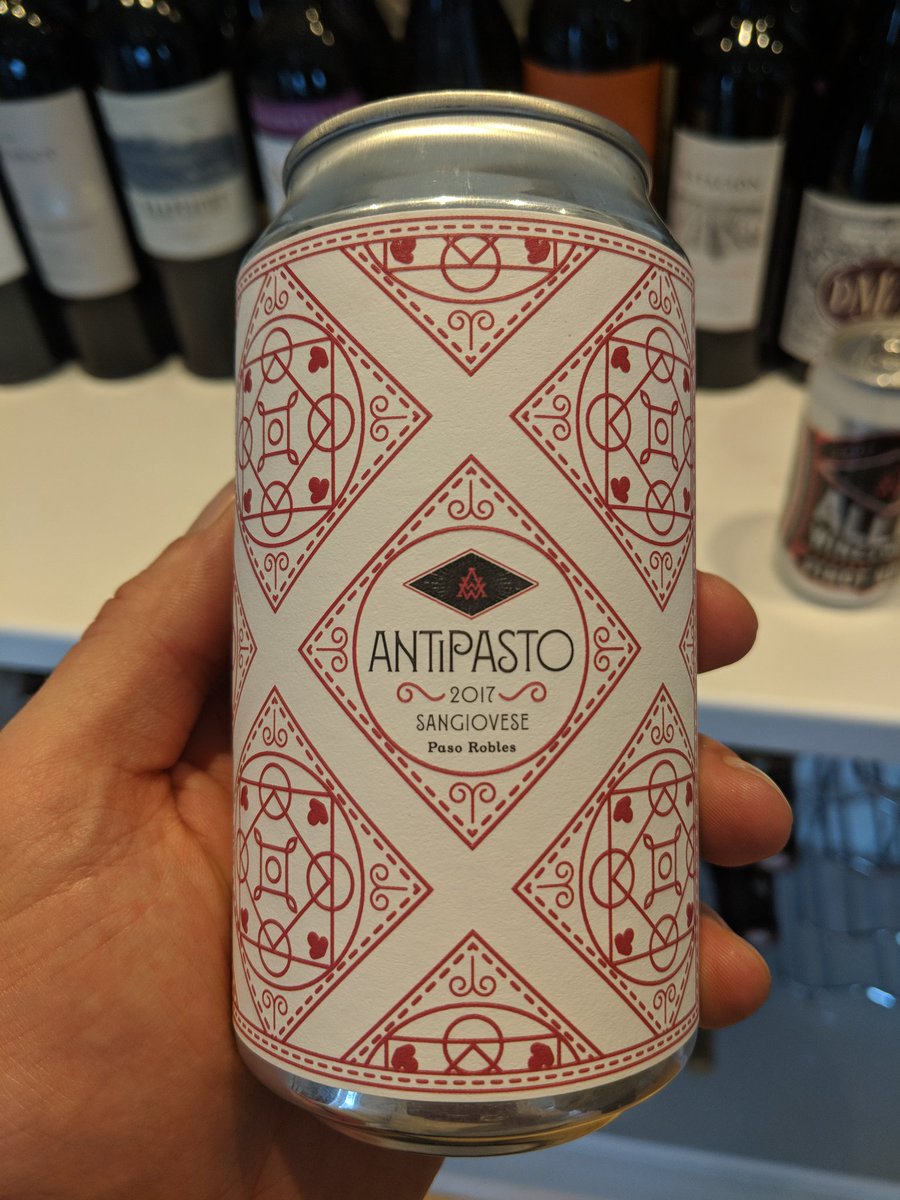 ANTIPASTO
2017
SANGIOVESE
Paso Robles